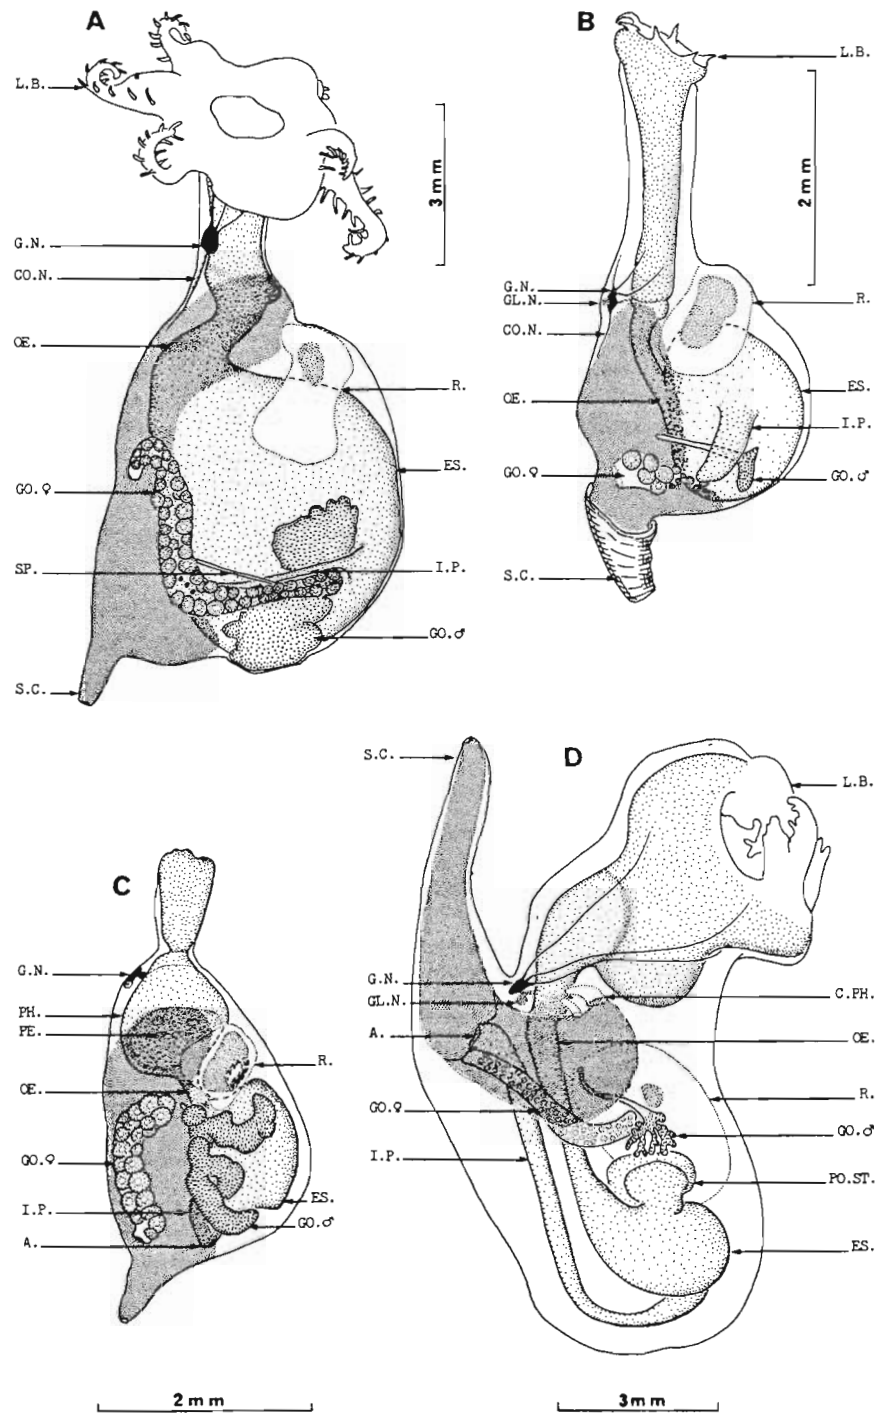 A
L.B.
G.N.
CO.N.
OE.
GO.♀
SP.
S.C.
3 mm
R.
ES.
I.P.
GO.♂
B
L.B.
2 mm
G.N.
GL.N.
CO.N.
OE.
GO.♀
S.C.
R.
ES.
I.P.
GO.♂
C
G.N.
PH.
PE.
OE.
GO.♀
I.P.
A.
R.
ES.
GO.♂
2 mm
D
S.C.
G.N.
GL.N.
A.
GO.♀
I.P.
L.B.
C.PH.
OE.
R.
GO.♂
PO.ST.
ES.
3 mm